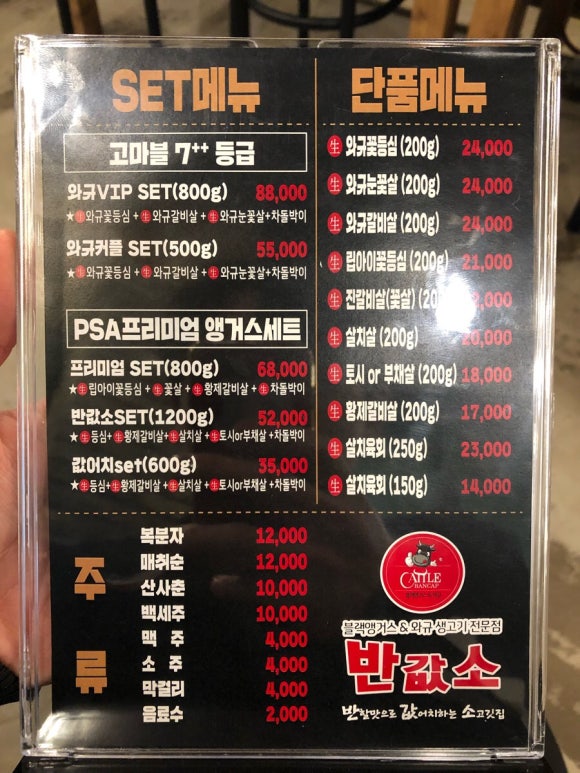 SET메뉴
고마블 7++ 등급
와규VIP SET(800g) 88,000
★生와규꽃등심 + 生와규갈비살 + 生와규눈꽃살+차돌박이
와규커플 SET(500g) 55,000
★生와규꽃등심 + 生와규갈비살 + 生와규눈꽃살+차돌박이
PSA프리미엄 앵거스세트
프리미엄 SET(800g) 68,000
★生립아이꽃등심 + 生꽃살 + 生황제갈비살 + 生차돌박이
반값소SET(1200g) 52,000
★生등심+生황제갈비살+生살치살+生토시or부채살+차돌박이
값어치set(600g) 35,000
★生등심+生황제갈비살+生살치살+生토시or부채살+차돌박이
단품메뉴
生 와규꽃등심 (200g) 24,000
生 와규눈꽃살 (200g) 24,000
生 와규갈비살 (200g) 24,000
生 립아이꽃등심 (200g) 21,000
生 진갈비살(꽃살)
生 살치살 (200g) 20,000
生 토시 or 부채살 (200g) 18,000
生 황제갈비살 (200g) 17,000
生 살치육회 (250g) 23,000
生 살치육회 (150g) 14,000
주류
복분자 12,000
매취순 12,000
산사춘 10,000
백세주 10,000
맥 주 4,000
소 주 4,000
막걸리 4,000
음료수 2,000
CATTLE
BANCAP
블랙앵거스 & 와규 생고기 전문점
반값소
반할맛으로 값어치하는 소고깃집